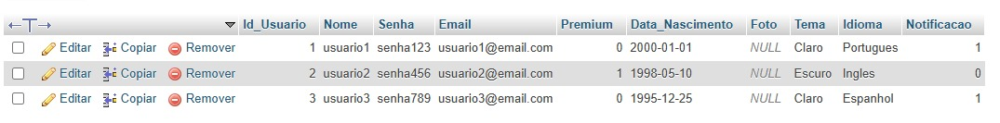 Id_Usuario Nome Senha Email Premium Data_Nascimento Foto Tema Idioma Notificacao
Editar Copiar Remover 1 usuario1 senha123 usuario1@email.com 0 2000-01-01 NULL Claro Portugues 1
Editar Copiar Remover 2 usuario2 senha456 usuario2@email.com 1 1998-05-10 NULL Escuro Ingles 0
Editar Copiar Remover 3 usuario3 senha789 usuario3@email.com 0 1995-12-25 NULL Claro Espanhol 1